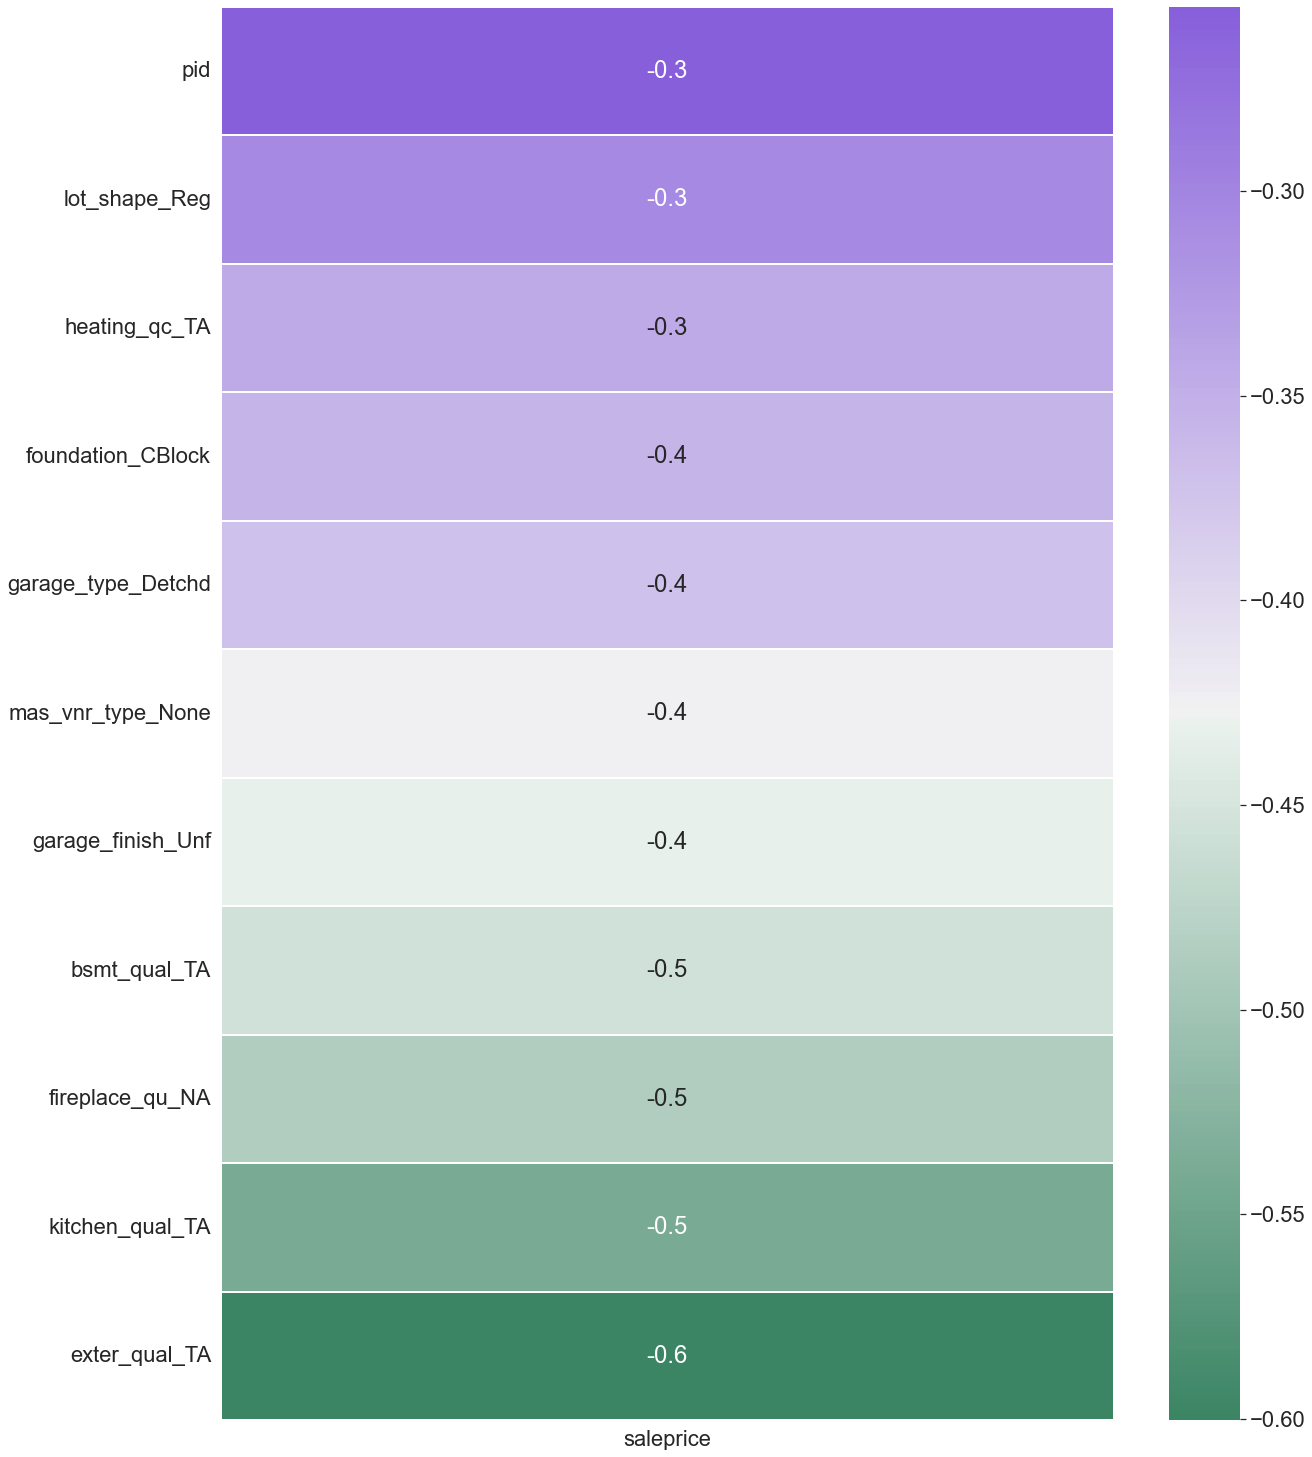 pid
-0.3
lot_shape_Reg
-0.3
heating_qc_TA
-0.3
foundation_CBlock
-0.4
garage_type_Detchd
-0.4
mas_vnr_type_None
-0.4
garage_finish_Unf
-0.4
bsmt_qual_TA
-0.5
fireplace_qu_NA
-0.5
kitchen_qual_TA
-0.5
exter_qual_TA
-0.6
saleprice
−0.30
−0.35
−0.40
−0.45
−0.50
−0.55
−0.60